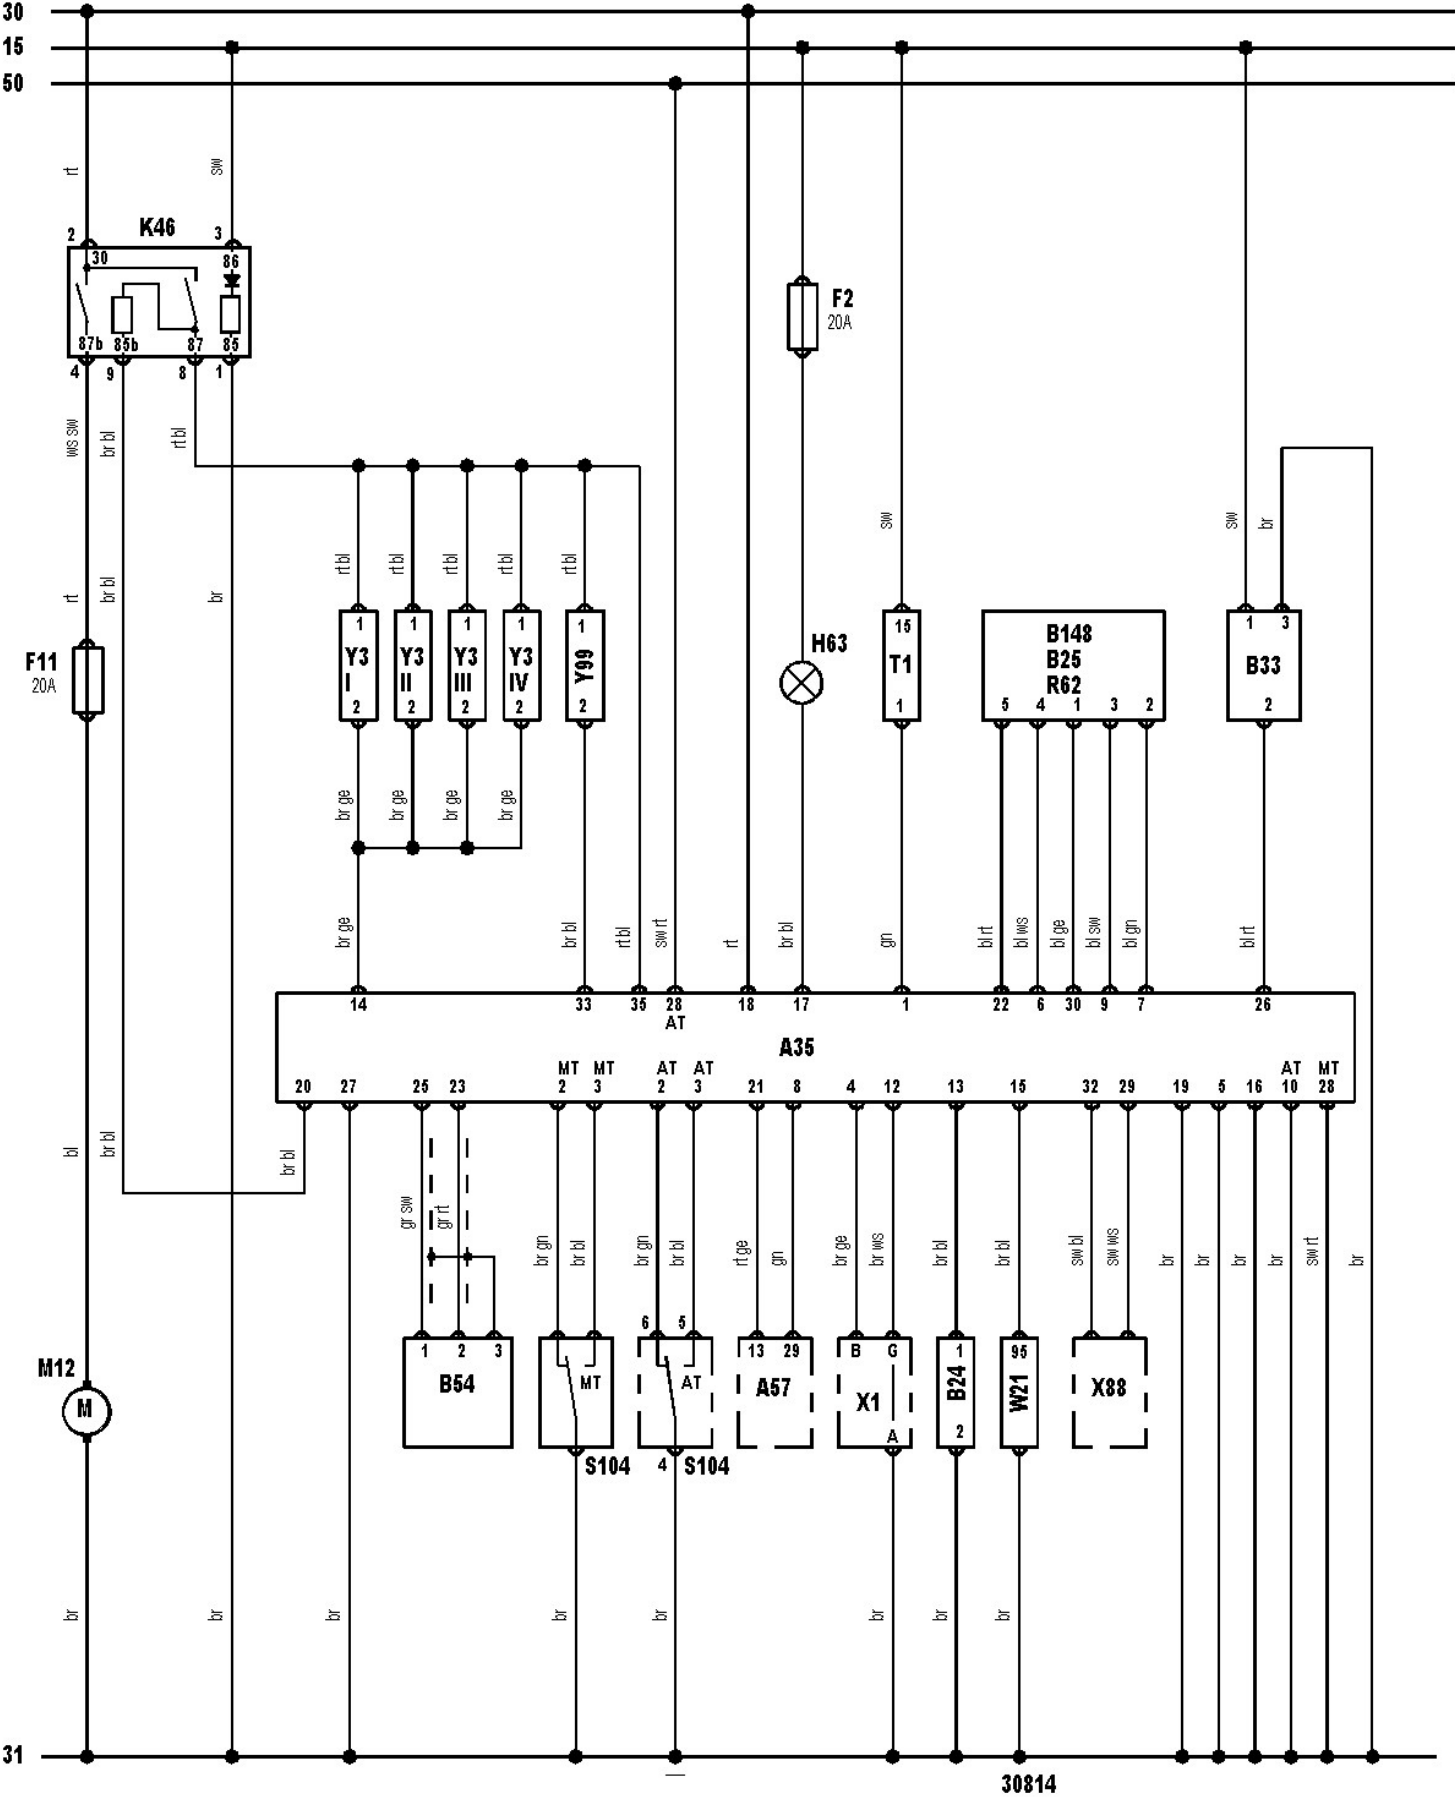 30
15
50
rt
sw
K46
2
3
30
86
87b
85b
87
85
4
9
8
1
F2
20A
ws sw
br bl
rt bl
sw
sw
br
rt
br bl
br
rt bl
rt bl
rt bl
rt bl
rt bl
F11
20A
1
Y3
I
2
1
Y3
II
2
1
Y3
III
2
1
Y3
IV
2
1
Y99
2
H63
15
T1
1
B148
B25
R62
5
4
1
3
2
1
3
B33
2
br ge
br ge
br ge
br ge
br ge
br bl
rt bl
sw rt
rt
br bl
gn
bl rt
bl ws
bl ge
bl sw
bl gn
bl rt
14
33
35
28
18
17
1
22
6
30
9
7
26
AT
A35
MT
MT
AT
AT
AT
MT
20
27
25
23
2
3
2
3
21
8
4
12
13
15
32
29
19
5
16
10
28
bl
br bl
br bl
gr sw
gr rt
br gn
br bl
br gn
br bl
rt ge
gn
br ge
br ws
br bl
br bl
sw bl
sw ws
br
br
br
br
sw rt
br
6
5
M12
M
1
2
3
B54
MT
S104
AT
4
S104
13
29
A57
B
G
X1
A
1
B24
2
95
W21
X88
br
br
br
br
br
br
br
br
31
30814